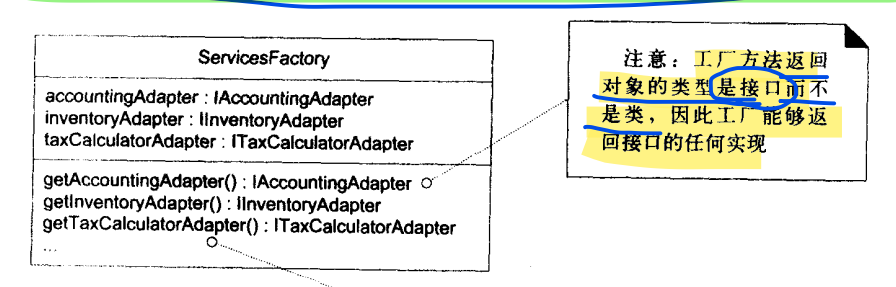 ServicesFactory
accountingAdapter : IAccountingAdapter
inventoryAdapter : IInventoryAdapter
taxCalculatorAdapter : ITaxCalculatorAdapter
getAccountingAdapter() : IAccountingAdapter
getInventoryAdapter() : IInventoryAdapter
getTaxCalculatorAdapter() : ITaxCalculatorAdapter
...
注意：工厂方法返回
对象的类型是接口而不
是类，因此工厂能够返
回接口的任何实现